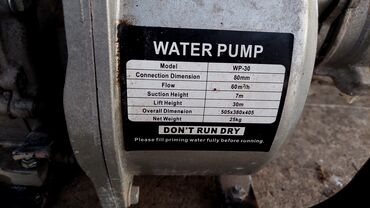 WATER PUMP
Model WP-30
Connection Dimension 80mm
Flow 60m³/h
Suction Height 7m
Lift Height 30m
Overall Dimension 505x380x405
Net Weight 25kg
DON'T RUN DRY
Please fill priming water fully before running.